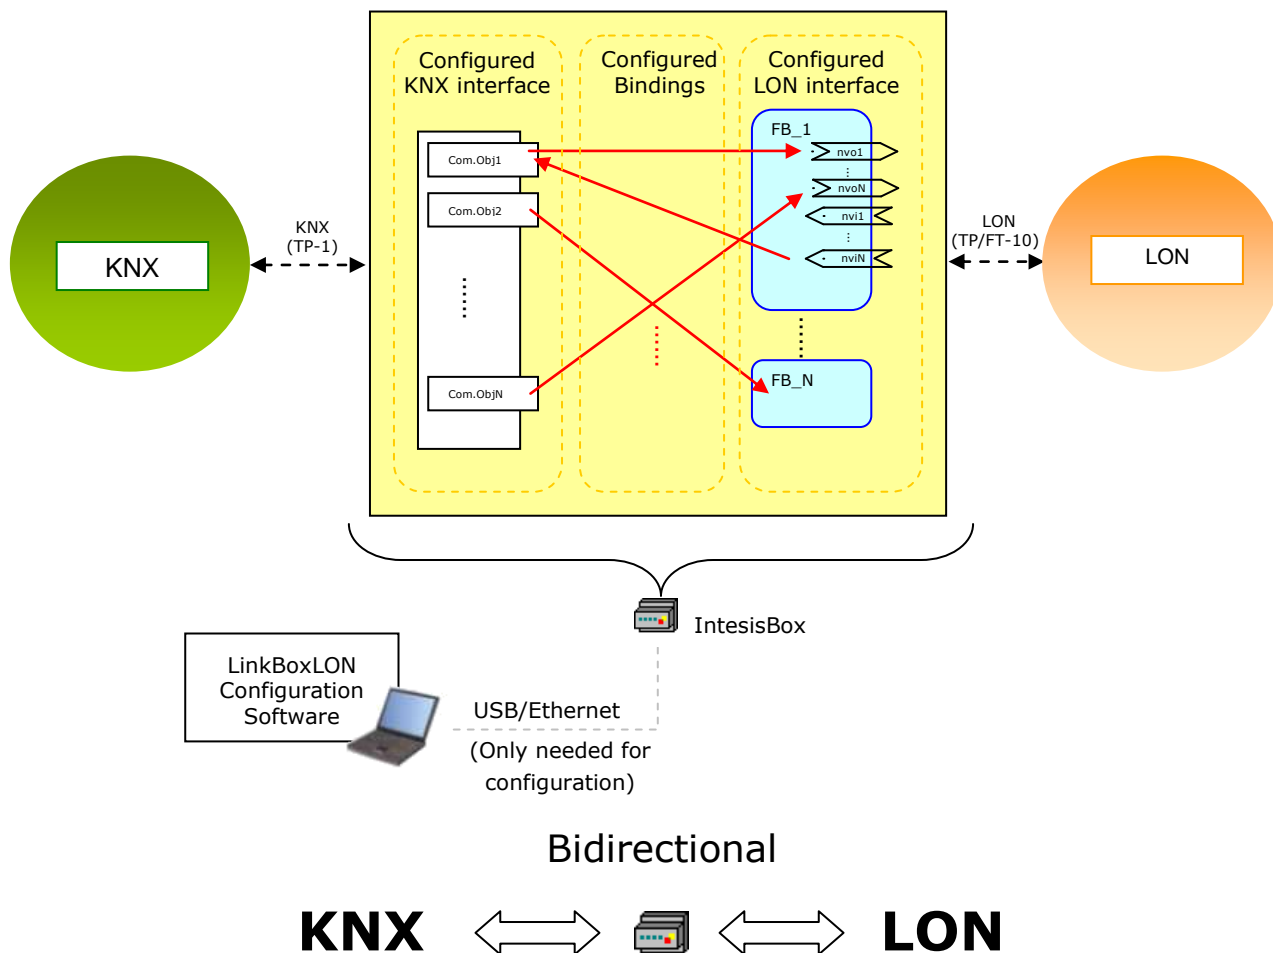 Configured
KNX interface
Configured
Bindings
Configured
LON interface
Com.Obj1
Com.Obj2
Com.ObjN
FB_1
nvo1
nvoN
nvi1
nviN
FB_N
KNX
KNX
(TP-1)
LON
(TP/FT-10)
LON
IntesisBox
LinkBoxLON
Configuration
Software
USB/Ethernet
(Only needed for
configuration)
Bidirectional
KNX
LON